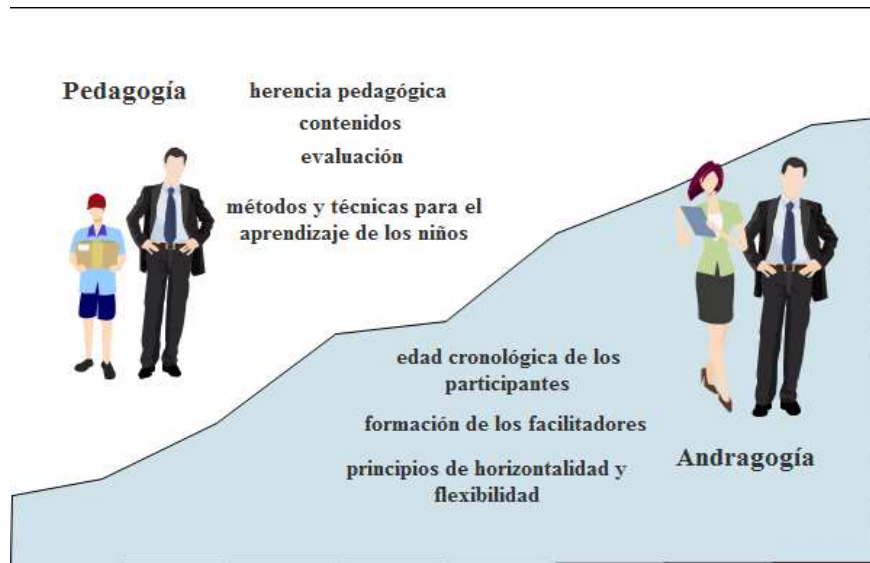 Pedagogía
herencia pedagógica
contenidos
evaluación
métodos y técnicas para el
aprendizaje de los niños
edad cronológica de los
participantes
formación de los facilitadores
principios de horizontalidad y
flexibilidad
Andragogía